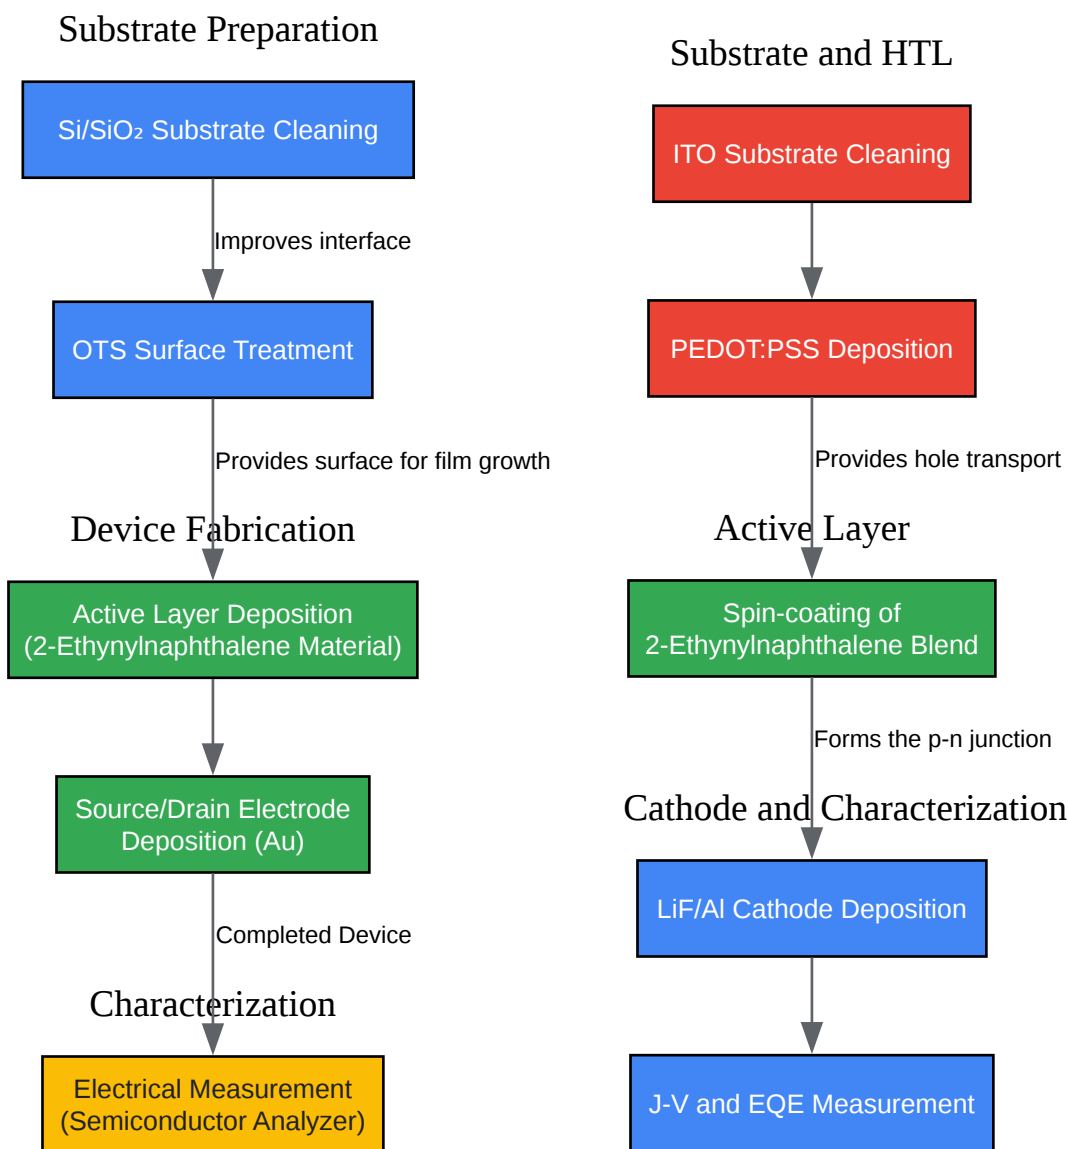 Substrate Preparation
Si/SiO₂ Substrate Cleaning
Improves interface
OTS Surface Treatment
Provides surface for film growth
Device Fabrication
Active Layer Deposition
(2-Ethynylnaphthalene Material)
Source/Drain Electrode
Deposition (Au)
Completed Device
Characterization
Electrical Measurement
(Semiconductor Analyzer)
Substrate and HTL
ITO Substrate Cleaning
PEDOT:PSS Deposition
Provides hole transport
Active Layer
Spin-coating of
2-Ethynylnaphthalene Blend
Forms the p-n junction
Cathode and Characterization
LiF/Al Cathode Deposition
J-V and EQE Measurement